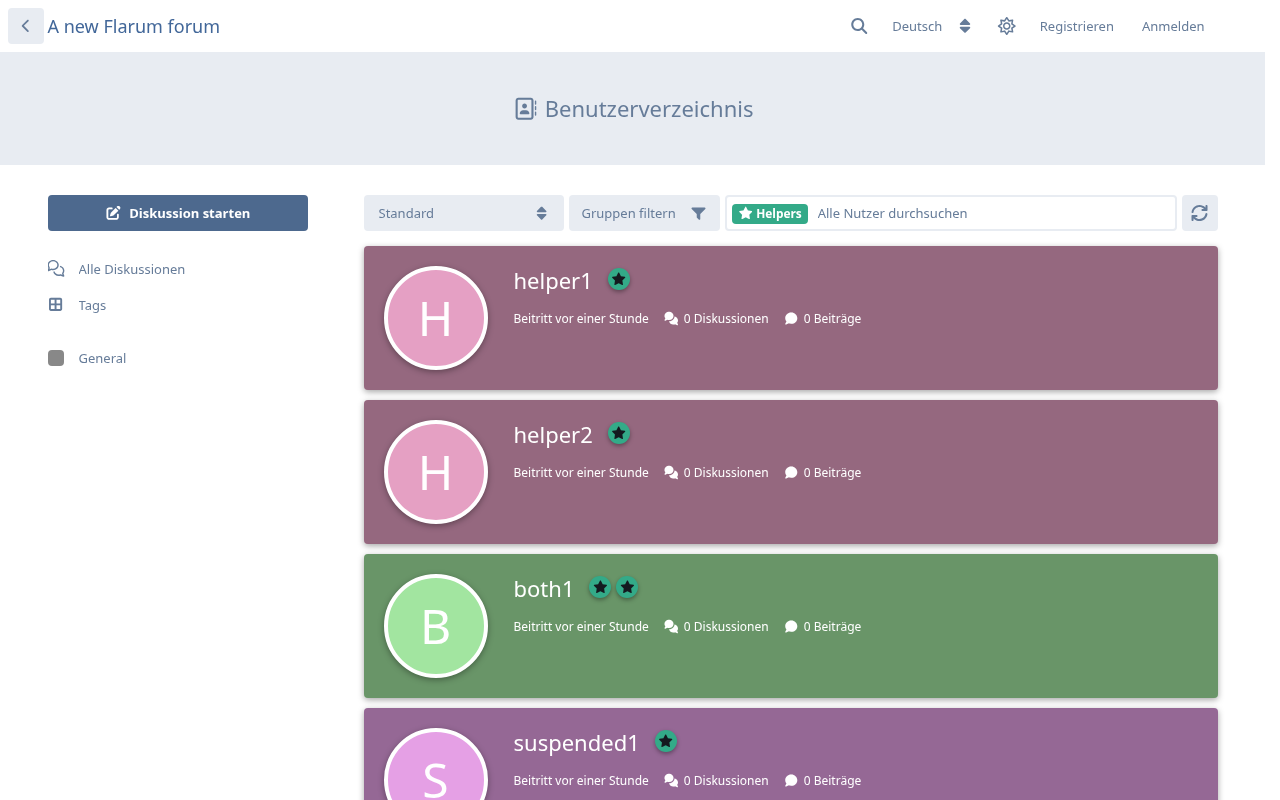 A new Flarum forum
Deutsch
Registrieren
Anmelden
Benutzerverzeichnis
Diskussion starten
Alle Diskussionen
Tags
General
Standard
Gruppen filtern
Helpers
Alle Nutzer durchsuchen
H
helper1
Beitritt vor einer Stunde 0 Diskussionen 0 Beiträge
H
helper2
Beitritt vor einer Stunde 0 Diskussionen 0 Beiträge
B
both1
Beitritt vor einer Stunde 0 Diskussionen 0 Beiträge
S
suspended1
Beitritt vor einer Stunde 0 Diskussionen 0 Beiträge